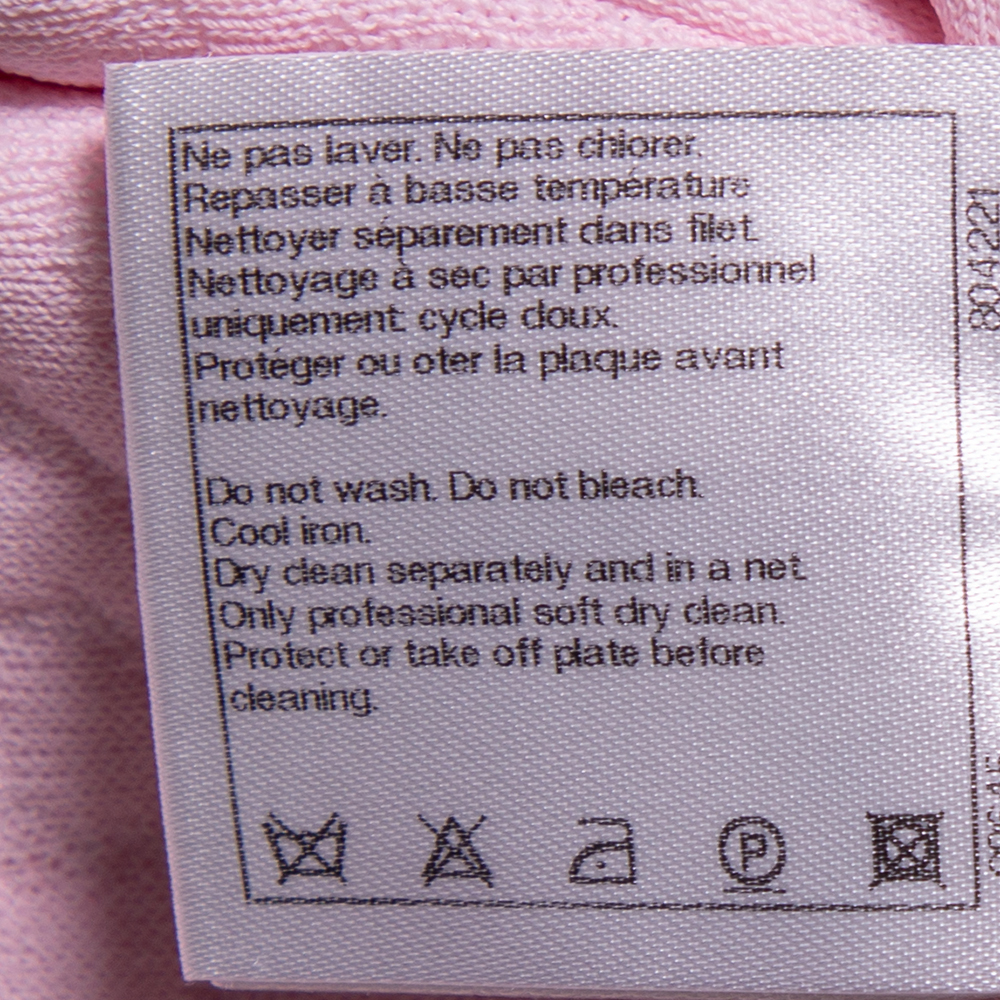 Ne pas laver. Ne pas chlorer.
Repasser à basse température
Nettoyer séparement dans filet.
Nettoyage à sec par professionnel
uniquement: cycle doux.
Protéger ou oter la plaque avant
nettoyage.
Do not wash. Do not bleach.
Cool iron.
Dry clean separately and in a net.
Only professional soft dry clean.
Protect or take off plate before
cleaning.
P
804221